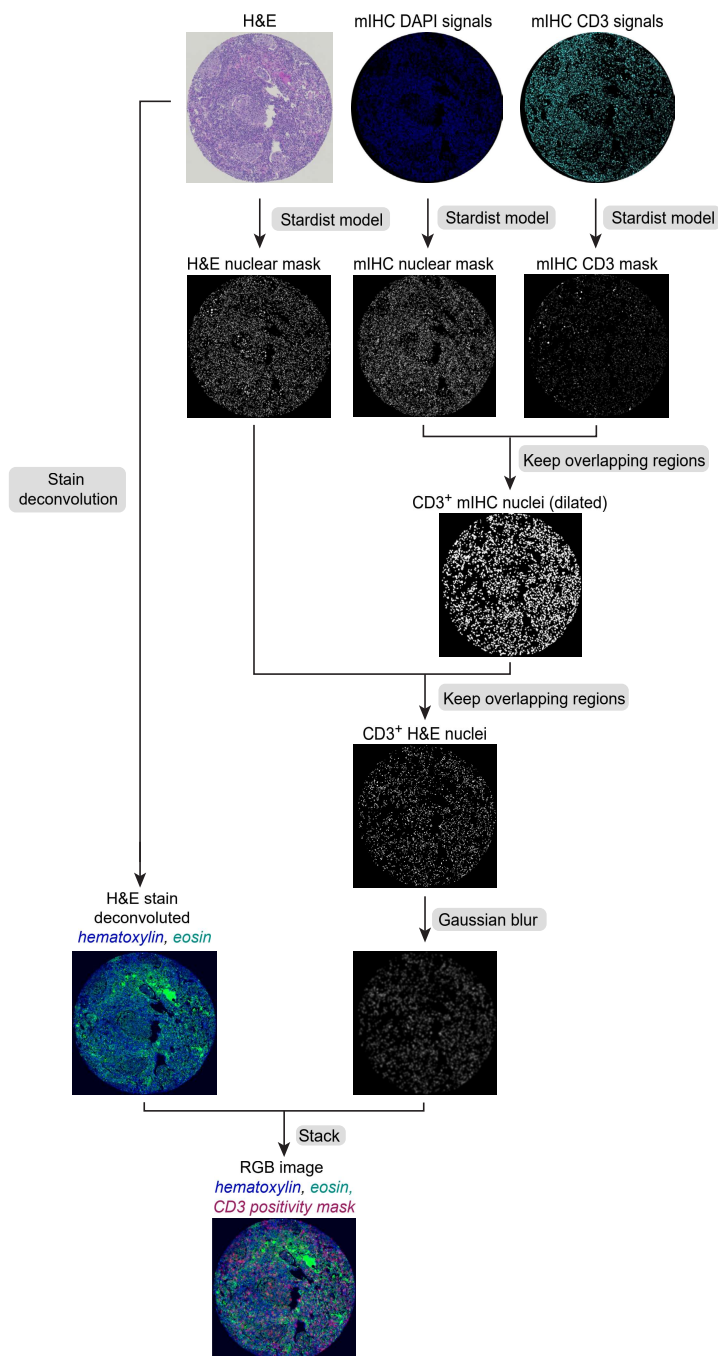 H&E
mIHC DAPI signals
mIHC CD3 signals
Stardist model
Stardist model
Stardist model
H&E nuclear mask
mIHC nuclear mask
mIHC CD3 mask
Keep overlapping regions
Stain
deconvolution
CD3⁺ mIHC nuclei (dilated)
Keep overlapping regions
CD3⁺ H&E nuclei
H&E stain
deconvoluted
hematoxylin, eosin
Gaussian blur
Stack
RGB image
hematoxylin, eosin,
CD3 positivity mask